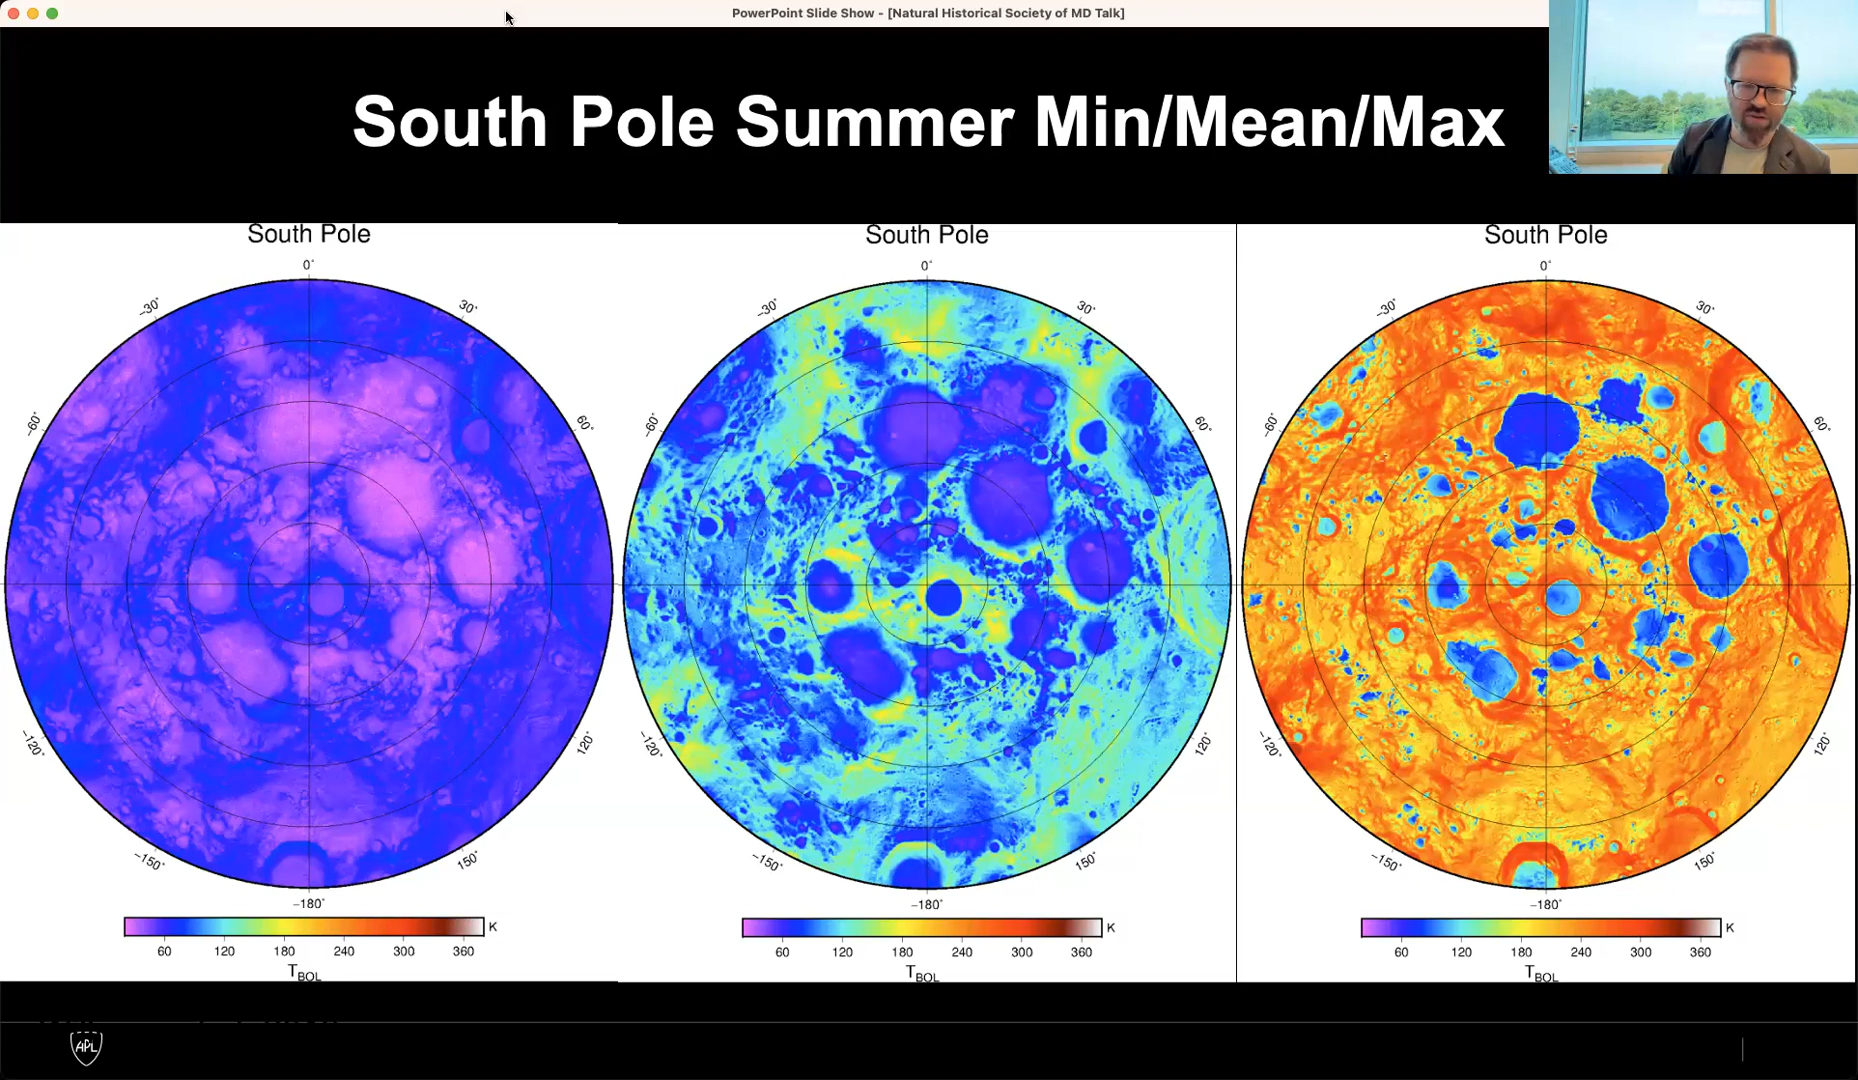 PowerPoint Slide Show - [Natural Historical Society of MD Talk]
South Pole Summer Min/Mean/Max
South Pole
0°
-30°
30°
-60°
60°
-120°
120°
-150°
150°
-180°
K
60 120 180 240 300 360
TBOL
South Pole
0°
-30°
30°
-60°
60°
-120°
120°
-150°
150°
-180°
K
60 120 180 240 300 360
TBOL
South Pole
0°
-30°
30°
-60°
60°
-120°
120°
-150°
150°
-180°
K
60 120 180 240 300 360
TBOL
APL